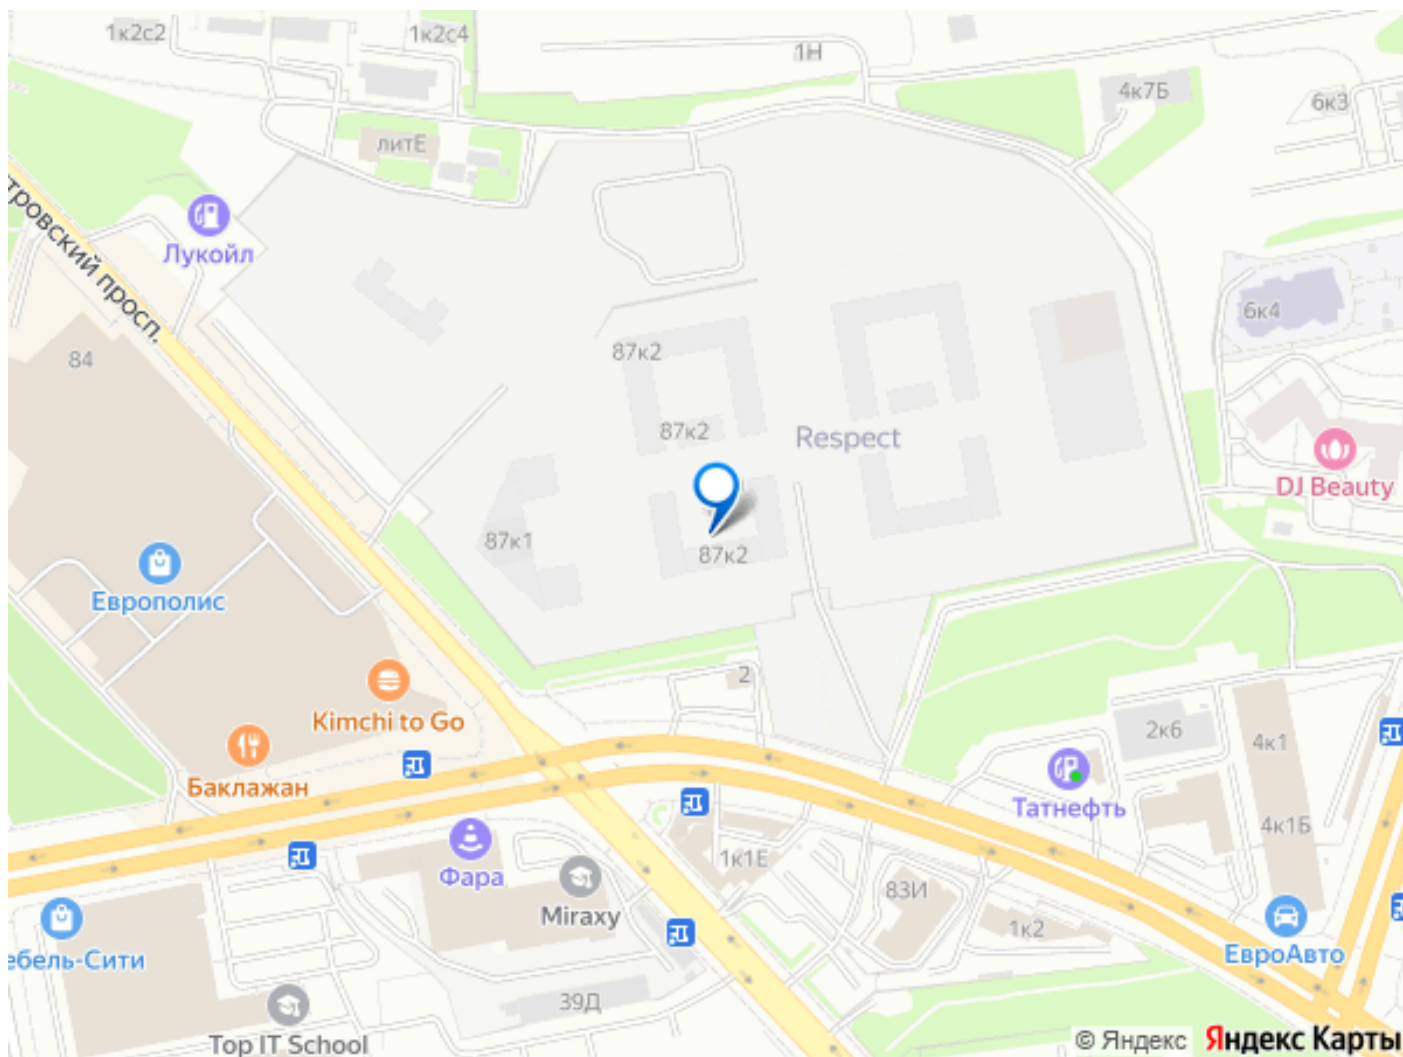 1к2с2
1к2с4
1Н
4к7Б
6к3
литЕ
Лукойл
тровский просп.
6к4
84
87к2
87к2
Respect
DJ Beauty
87к1
87к2
Европолис
2
Kimchi to Go
2к6
4к1
Баклажан
Татнефть
4к1Б
1к1Е
Фара
83И
Miraxy
1к2
ЕвроАвто
ебель-Сити
39Д
Top IT School
© Яндекс Яндекс Карты